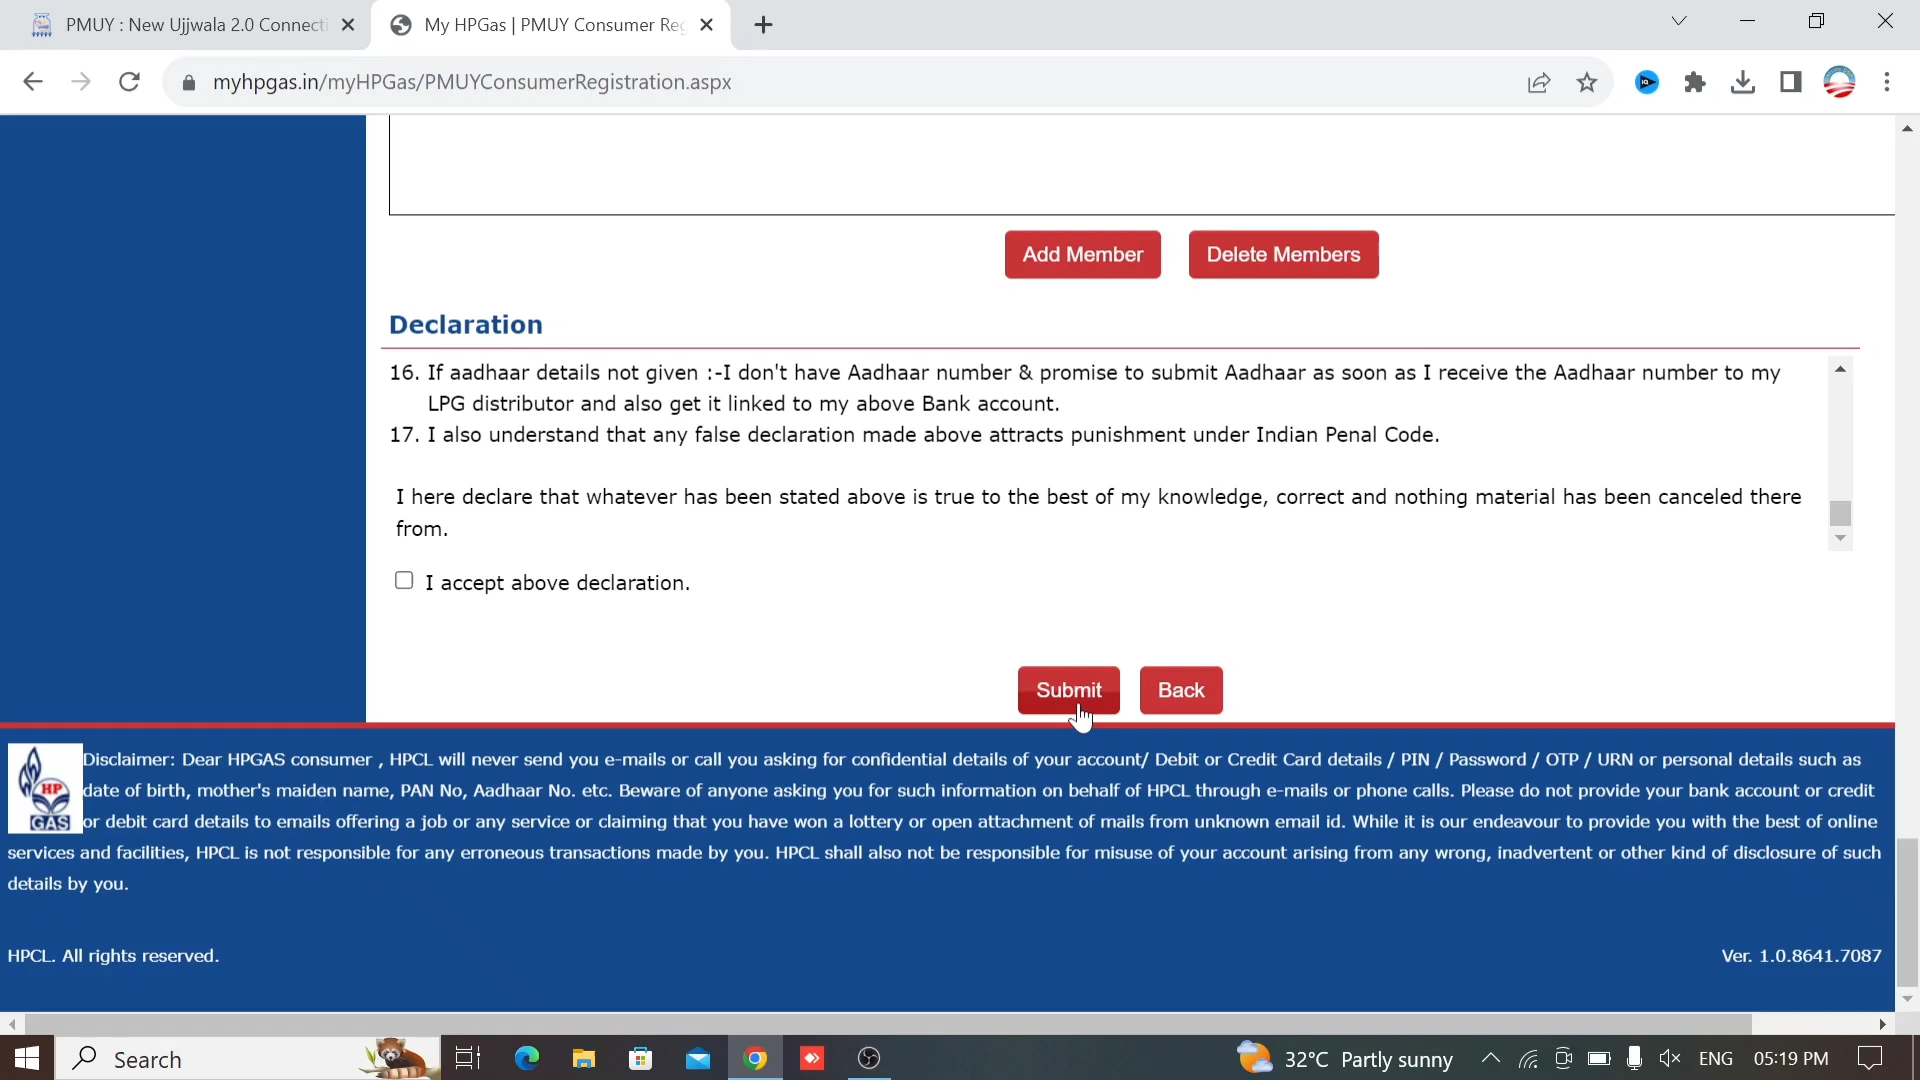 PMUY : New Ujjwala 2.0 Connecti
My HPGas | PMUY Consumer Reg
myhpgas.in/myHPGas/PMUYConsumerRegistration.aspx
Add Member
Delete Members
Declaration
16. If aadhaar details not given :-I don't have Aadhaar number & promise to submit Aadhaar as soon as I receive the Aadhaar number to my
LPG distributor and also get it linked to my above Bank account.
17. I also understand that any false declaration made above attracts punishment under Indian Penal Code.
I here declare that whatever has been stated above is true to the best of my knowledge, correct and nothing material has been canceled there
from.
I accept above declaration.
Submit
Back
HP
GAS
Disclaimer: Dear HPGAS consumer , HPCL will never send you e-mails or call you asking for confidential details of your account/ Debit or Credit Card details / PIN / Password / OTP / URN or personal details such as
date of birth, mother's maiden name, PAN No, Aadhaar No. etc. Beware of anyone asking you for such information on behalf of HPCL through e-mails or phone calls. Please do not provide your bank account or credit
or debit card details to emails offering a job or any service or claiming that you have won a lottery or open attachment of mails from unknown email id. While it is our endeavour to provide you with the best of online
services and facilities, HPCL is not responsible for any erroneous transactions made by you. HPCL shall also not be responsible for misuse of your account arising from any wrong, inadvertent or other kind of disclosure of such
details by you.
HPCL. All rights reserved.
Ver. 1.0.8641.7087
Search
32°C Partly sunny
ENG
05:19 PM